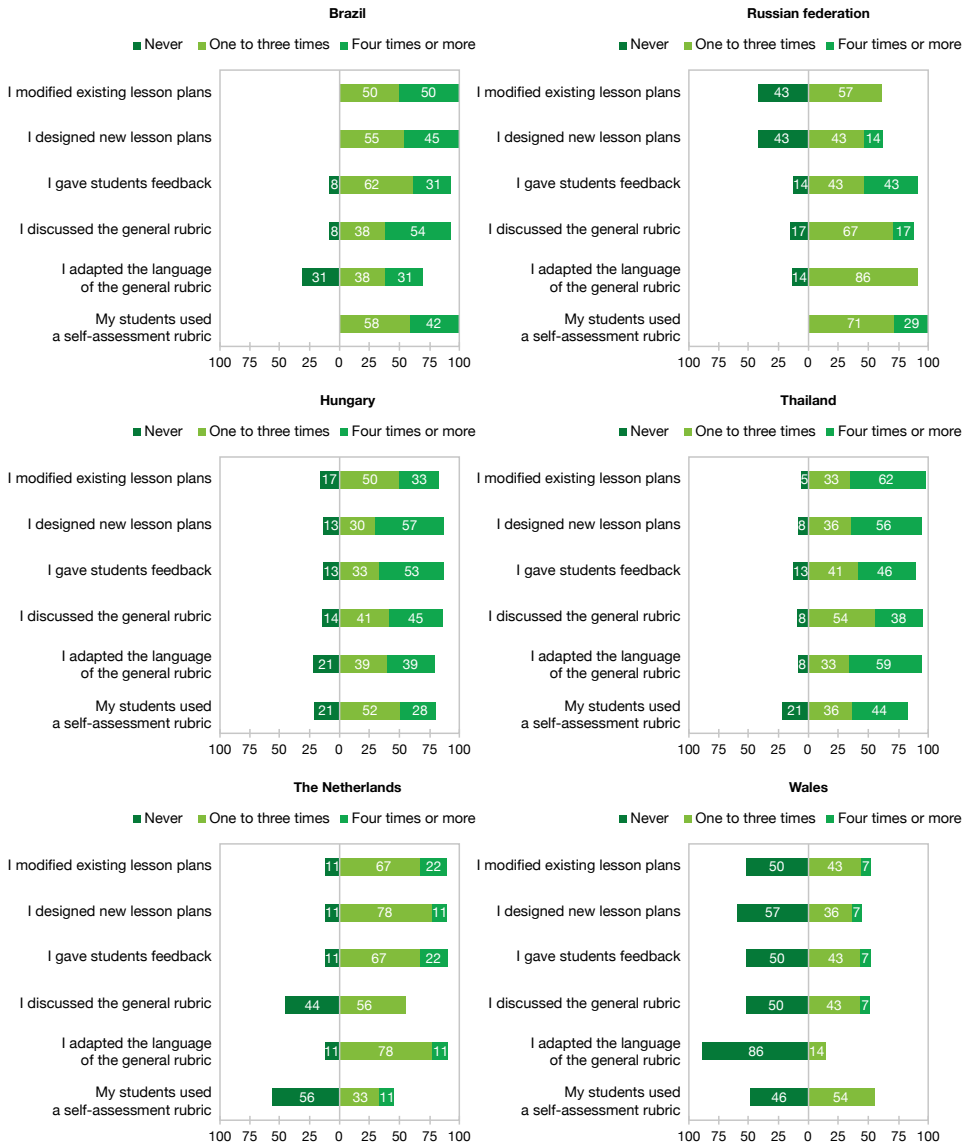 Brazil
Never One to three times Four times or more
I modified existing lesson plans 50 50
I designed new lesson plans 55 45
I gave students feedback 8 62 31
I discussed the general rubric 8 38 54
I adapted the language
of the general rubric 31 38 31
My students used
a self-assessment rubric 58 42
100 75 50 25 0 25 50 75 100
Russian federation
Never One to three times Four times or more
I modified existing lesson plans 43 57
I designed new lesson plans 43 43 14
I gave students feedback 14 43 43
I discussed the general rubric 17 67 17
I adapted the language
of the general rubric 14 86
My students used
a self-assessment rubric 71 29
100 75 50 25 0 25 50 75 100
Hungary
Never One to three times Four times or more
I modified existing lesson plans 17 50 33
I designed new lesson plans 13 30 57
I gave students feedback 13 33 53
I discussed the general rubric 14 41 45
I adapted the language
of the general rubric 21 39 39
My students used
a self-assessment rubric 21 52 28
100 75 50 25 0 25 50 75 100
Thailand
Never One to three times Four times or more
I modified existing lesson plans 5 33 62
I designed new lesson plans 8 36 56
I gave students feedback 13 41 46
I discussed the general rubric 8 54 38
I adapted the language
of the general rubric 8 33 59
My students used
a self-assessment rubric 21 36 44
100 75 50 25 0 25 50 75 100
The Netherlands
Never One to three times Four times or more
I modified existing lesson plans 11 67 22
I designed new lesson plans 11 78 11
I gave students feedback 11 67 22
I discussed the general rubric 44 56
I adapted the language
of the general rubric 11 78 11
My students used
a self-assessment rubric 56 33 11
100 75 50 25 0 25 50 75 100
Wales
Never One to three times Four times or more
I modified existing lesson plans 50 43 7
I designed new lesson plans 57 36 7
I gave students feedback 50 43 7
I discussed the general rubric 50 43 7
I adapted the language
of the general rubric 86 14
My students used
a self-assessment rubric 46 54
100 75 50 25 0 25 50 75 100